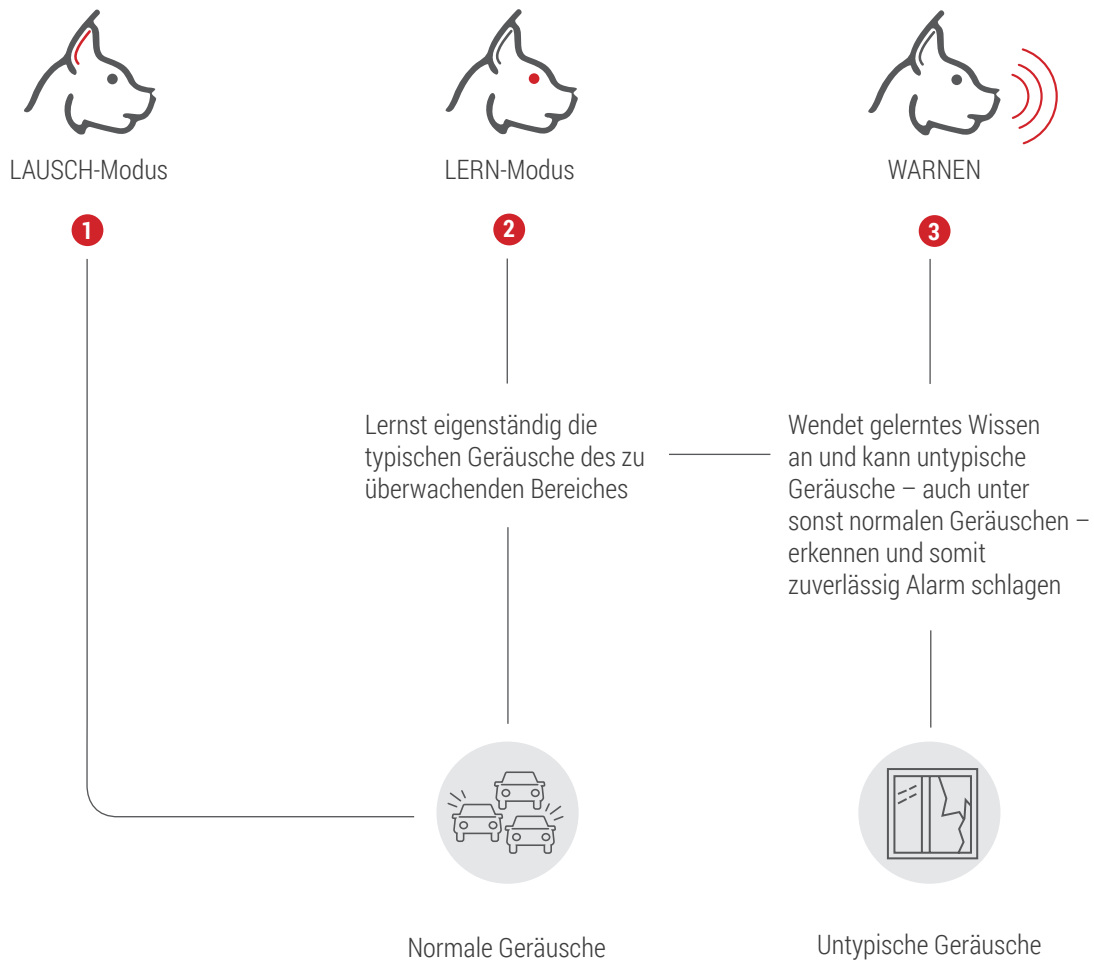 LAUSCH-Modus
LERN-Modus
WARNEN
1
2
3
Lernst eigenständig die
typischen Geräusche des zu
überwachenden Bereiches
Wendet gelerntes Wissen
an und kann untypische
Geräusche – auch unter
sonst normalen Geräuschen –
erkennen und somit
zuverlässig Alarm schlagen
Normale Geräusche
Untypische Geräusche